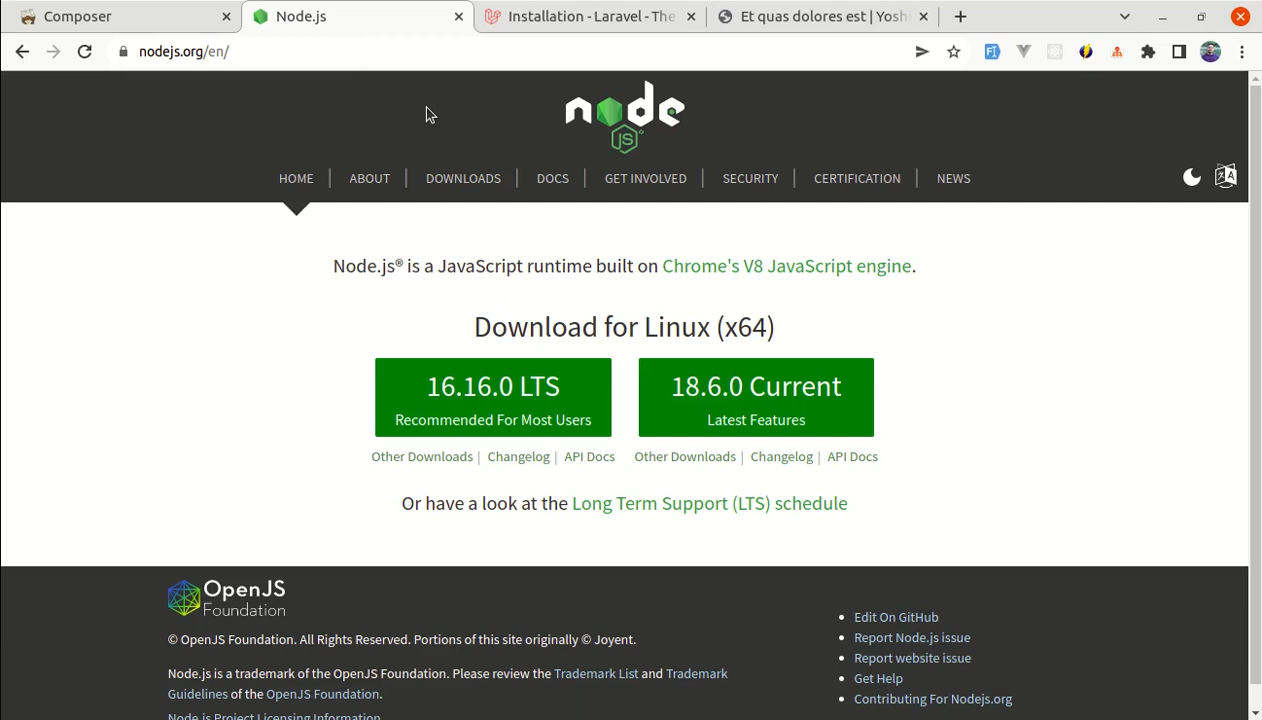 Composer
Node.js
Installation - Laravel - The
Et quas dolores est | Yoshi
nodejs.org/en/
node
JS
HOME
ABOUT
DOWNLOADS
DOCS
GET INVOLVED
SECURITY
CERTIFICATION
NEWS
Node.js® is a JavaScript runtime built on Chrome's V8 JavaScript engine.
Download for Linux (x64)
16.16.0 LTS
Recommended For Most Users
18.6.0 Current
Latest Features
Other Downloads | Changelog | API Docs
Other Downloads | Changelog | API Docs
Or have a look at the Long Term Support (LTS) schedule
OpenJS
Foundation
© OpenJS Foundation. All Rights Reserved. Portions of this site originally © Joyent.
Node.js is a trademark of the OpenJS Foundation. Please review the Trademark List and Trademark
Guidelines of the OpenJS Foundation.
Node.js Project Licensing Information
Edit On GitHub
Report Node.js issue
Report website issue
Get Help
Contributing For Nodejs.org